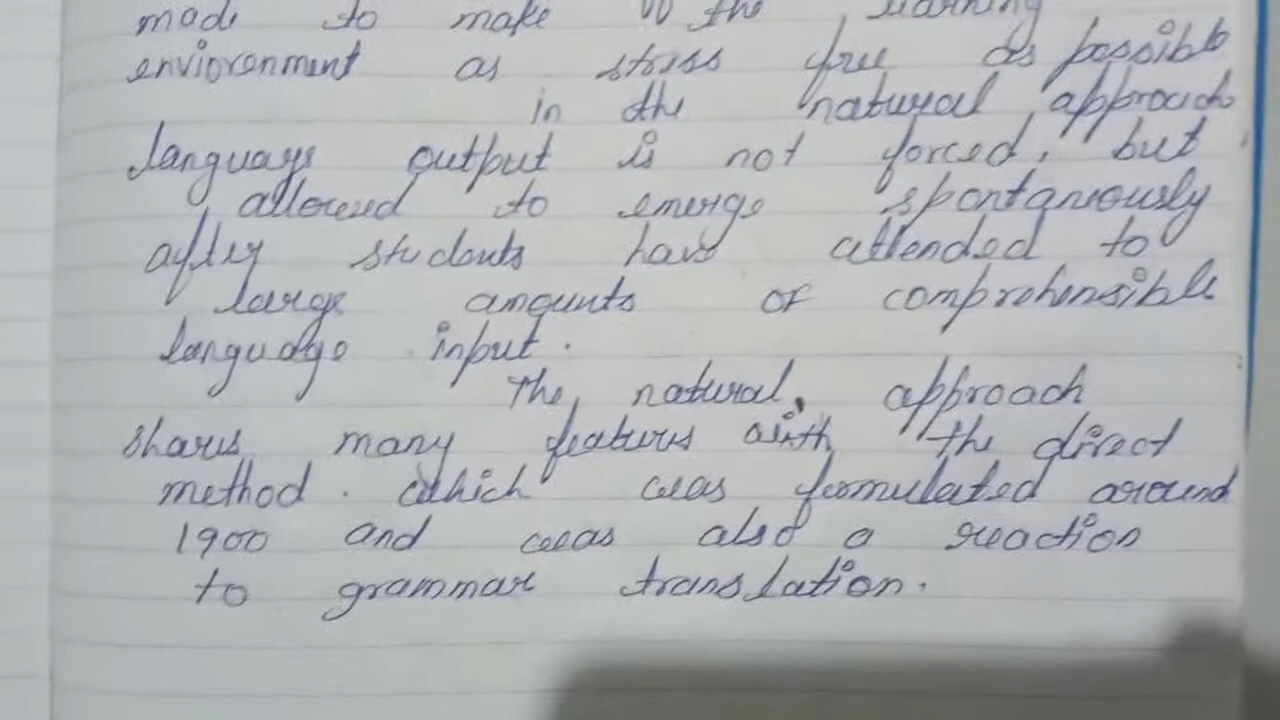 made to make the learning
enviorenment as stress free as possible
in the natural approach
language output is not forced, but
allowed to emerge spontaneously
after students have attended to
large amounts of comprehensible
language input.
The natural, approach
shares many features with the direct
method. which was formulated around
1900 and was also a reaction
to grammar translation.